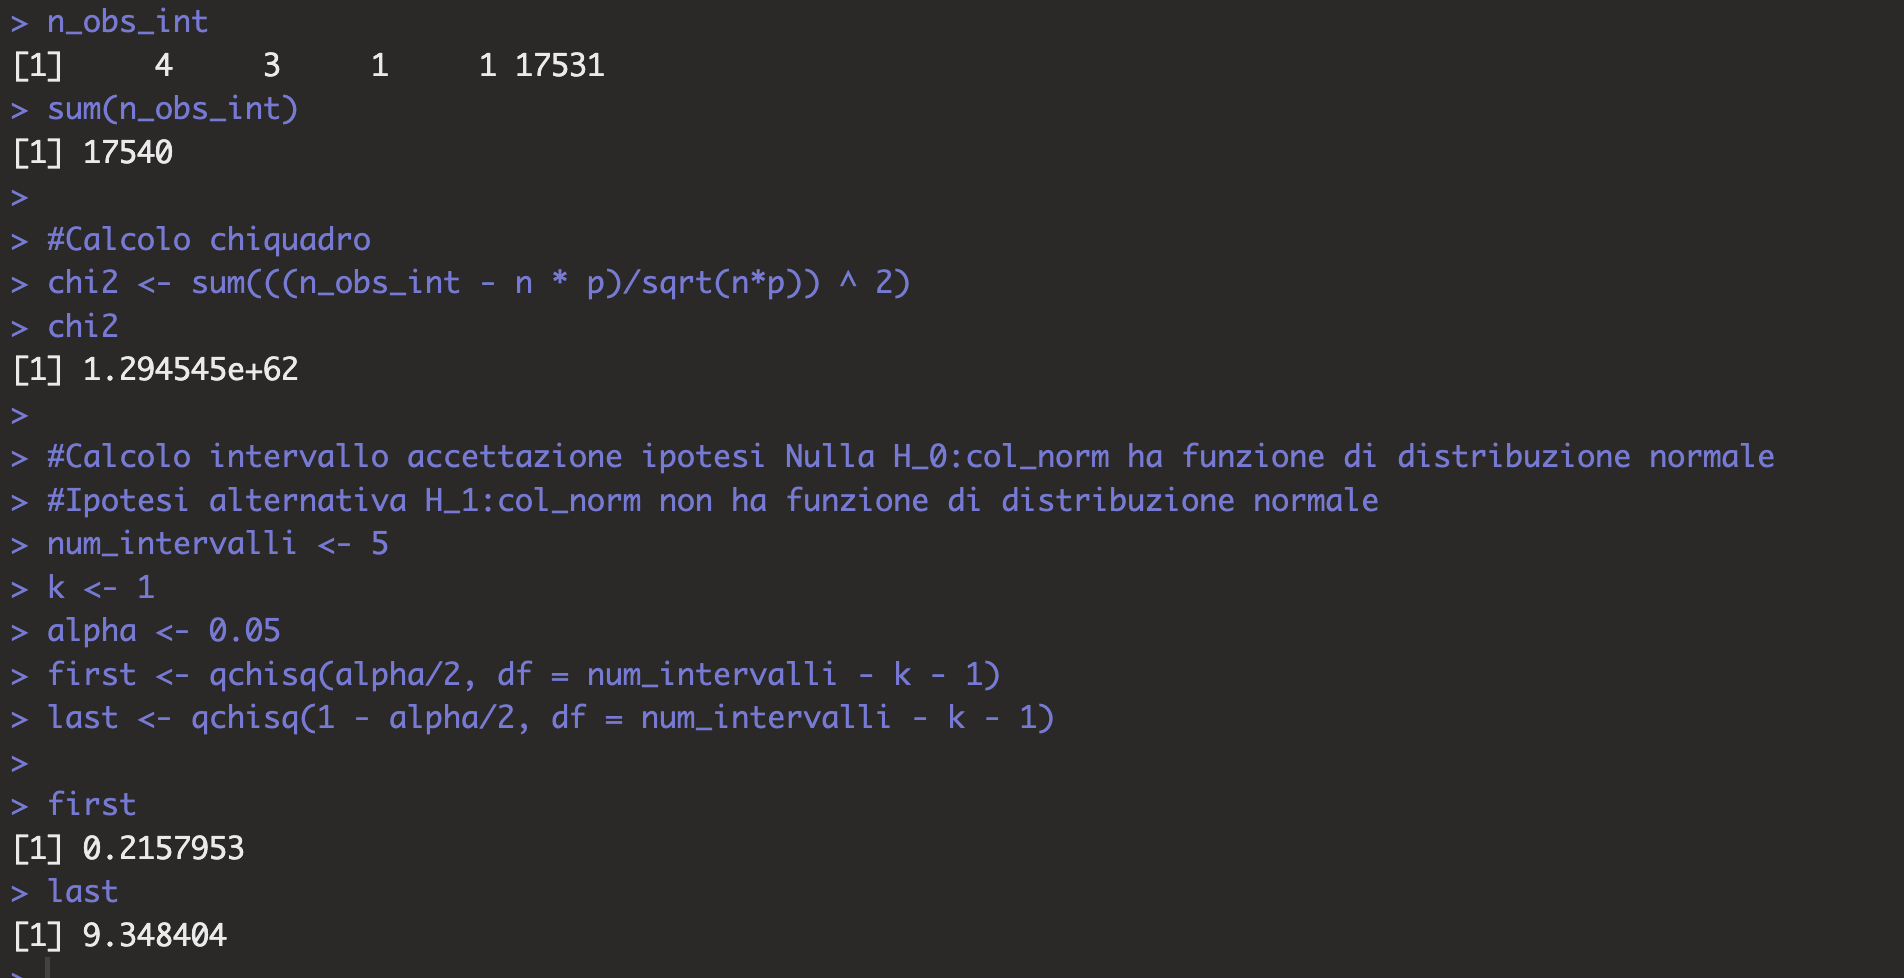 > n_obs_int
[1]     4     3     1     1 17531
> sum(n_obs_int)
[1] 17540
>
> #Calcolo chiquadro
> chi2 <- sum(((n_obs_int - n * p)/sqrt(n*p)) ^ 2)
> chi2
[1] 1.294545e+62
>
> #Calcolo intervallo accettazione ipotesi Nulla H_0:col_norm ha funzione di distribuzione normale
> #Ipotesi alternativa H_1:col_norm non ha funzione di distribuzione normale
> num_intervalli <- 5
> k <- 1
> alpha <- 0.05
> first <- qchisq(alpha/2, df = num_intervalli - k - 1)
> last <- qchisq(1 - alpha/2, df = num_intervalli - k - 1)
>
> first
[1] 0.2157953
> last
[1] 9.348404
>